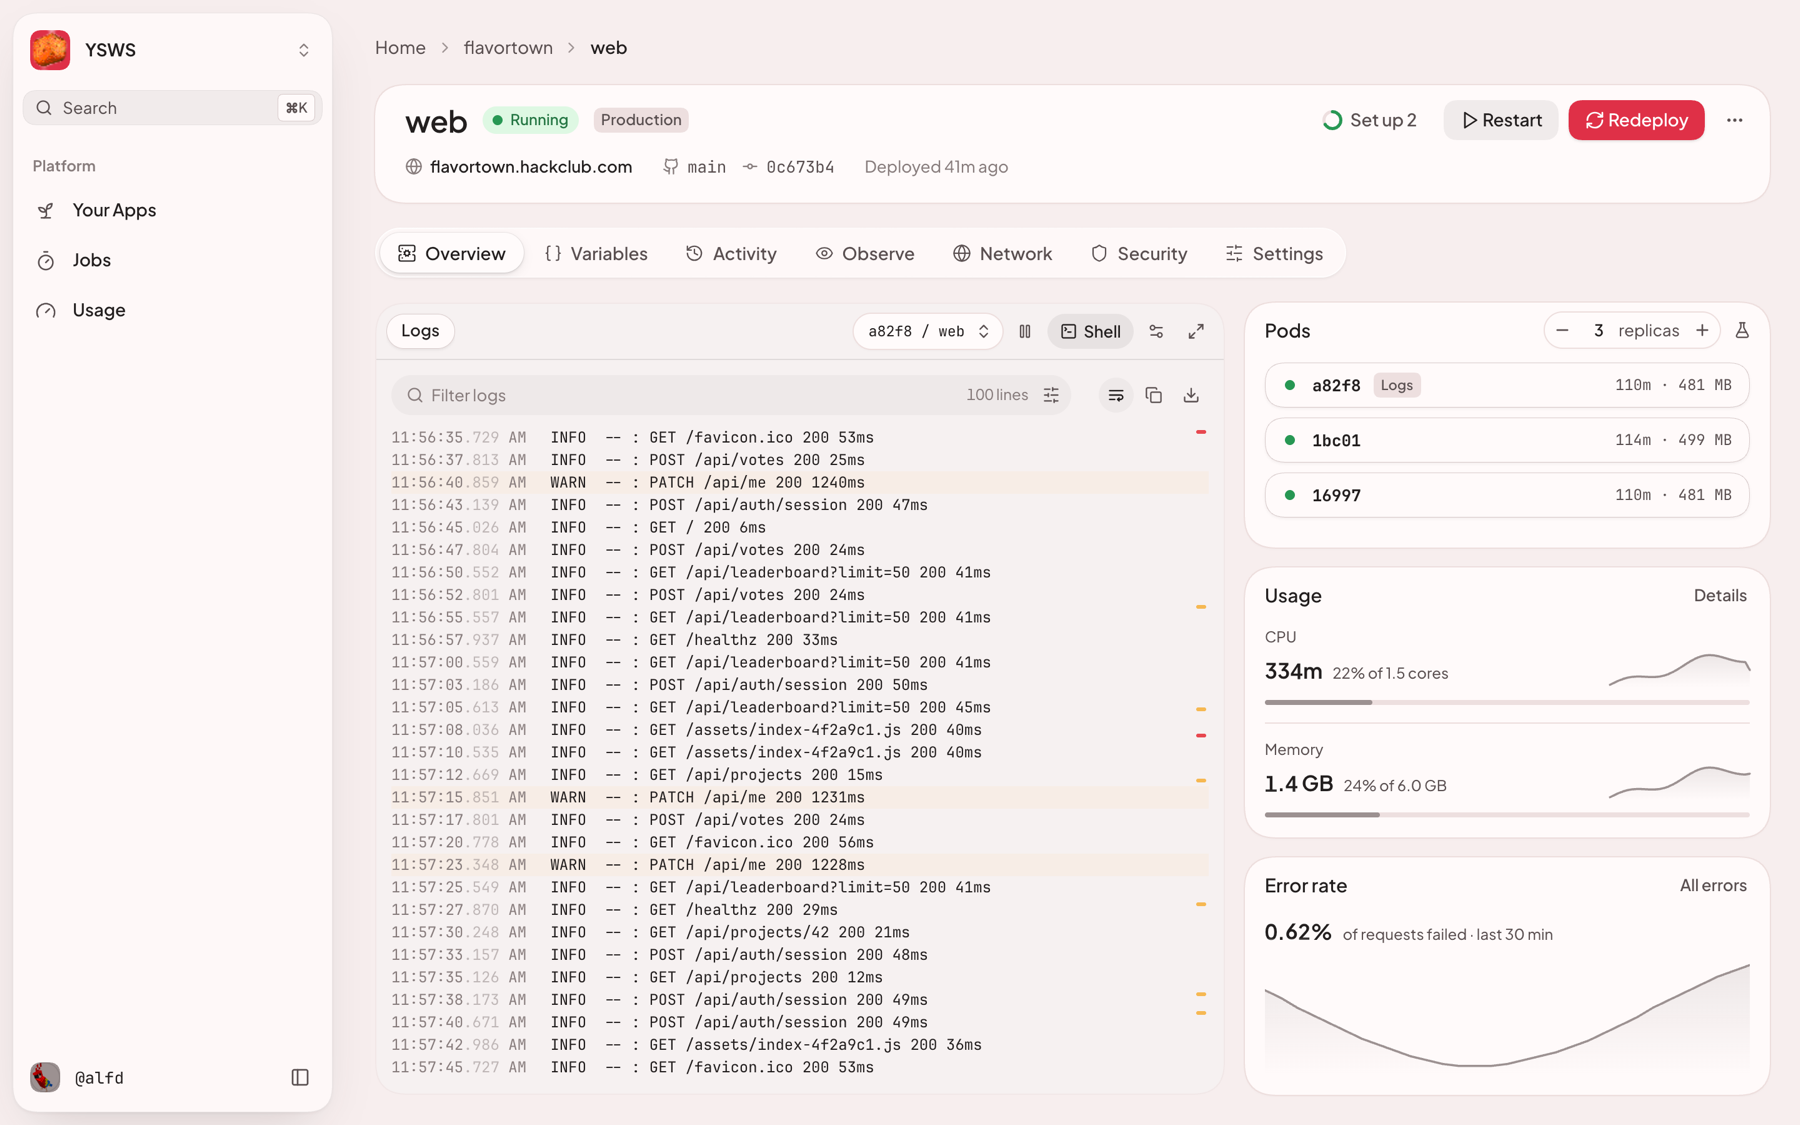 YSWS
Search ⌘K
Platform
Your Apps
Jobs
Usage
@alfd
Home > flavortown > web
web Running Production
Set up 2 Restart Redeploy
flavortown.hackclub.com main 0c673b4 Deployed 41m ago
Overview Variables Activity Observe Network Security Settings
Logs a82f8 / web Shell
Filter logs 100 lines
11:56:35.729 AM INFO -- : GET /favicon.ico 200 53ms
11:56:37.813 AM INFO -- : POST /api/votes 200 25ms
11:56:40.859 AM WARN -- : PATCH /api/me 200 1240ms
11:56:43.139 AM INFO -- : POST /api/auth/session 200 47ms
11:56:45.026 AM INFO -- : GET / 200 6ms
11:56:47.804 AM INFO -- : POST /api/votes 200 24ms
11:56:50.552 AM INFO -- : GET /api/leaderboard?limit=50 200 41ms
11:56:52.801 AM INFO -- : POST /api/votes 200 24ms
11:56:55.557 AM INFO -- : GET /api/leaderboard?limit=50 200 41ms
11:56:57.937 AM INFO -- : GET /healthz 200 33ms
11:57:00.559 AM INFO -- : GET /api/leaderboard?limit=50 200 41ms
11:57:03.186 AM INFO -- : POST /api/auth/session 200 50ms
11:57:05.613 AM INFO -- : GET /api/leaderboard?limit=50 200 45ms
11:57:08.036 AM INFO -- : GET /assets/index-4f2a9c1.js 200 40ms
11:57:10.535 AM INFO -- : GET /assets/index-4f2a9c1.js 200 40ms
11:57:12.669 AM INFO -- : GET /api/projects 200 15ms
11:57:15.851 AM WARN -- : PATCH /api/me 200 1231ms
11:57:17.801 AM INFO -- : POST /api/votes 200 24ms
11:57:20.778 AM INFO -- : GET /favicon.ico 200 56ms
11:57:23.348 AM WARN -- : PATCH /api/me 200 1228ms
11:57:25.549 AM INFO -- : GET /api/leaderboard?limit=50 200 41ms
11:57:27.870 AM INFO -- : GET /healthz 200 29ms
11:57:30.248 AM INFO -- : GET /api/projects/42 200 21ms
11:57:33.157 AM INFO -- : POST /api/auth/session 200 48ms
11:57:35.126 AM INFO -- : GET /api/projects 200 12ms
11:57:38.173 AM INFO -- : POST /api/auth/session 200 49ms
11:57:40.671 AM INFO -- : POST /api/auth/session 200 49ms
11:57:42.986 AM INFO -- : GET /assets/index-4f2a9c1.js 200 36ms
11:57:45.727 AM INFO -- : GET /favicon.ico 200 53ms
Pods − 3 replicas +
a82f8 Logs 110m · 481 MB
1bc01 114m · 499 MB
16997 110m · 481 MB
Usage Details
CPU
334m 22% of 1.5 cores
Memory
1.4 GB 24% of 6.0 GB
Error rate All errors
0.62% of requests failed · last 30 min